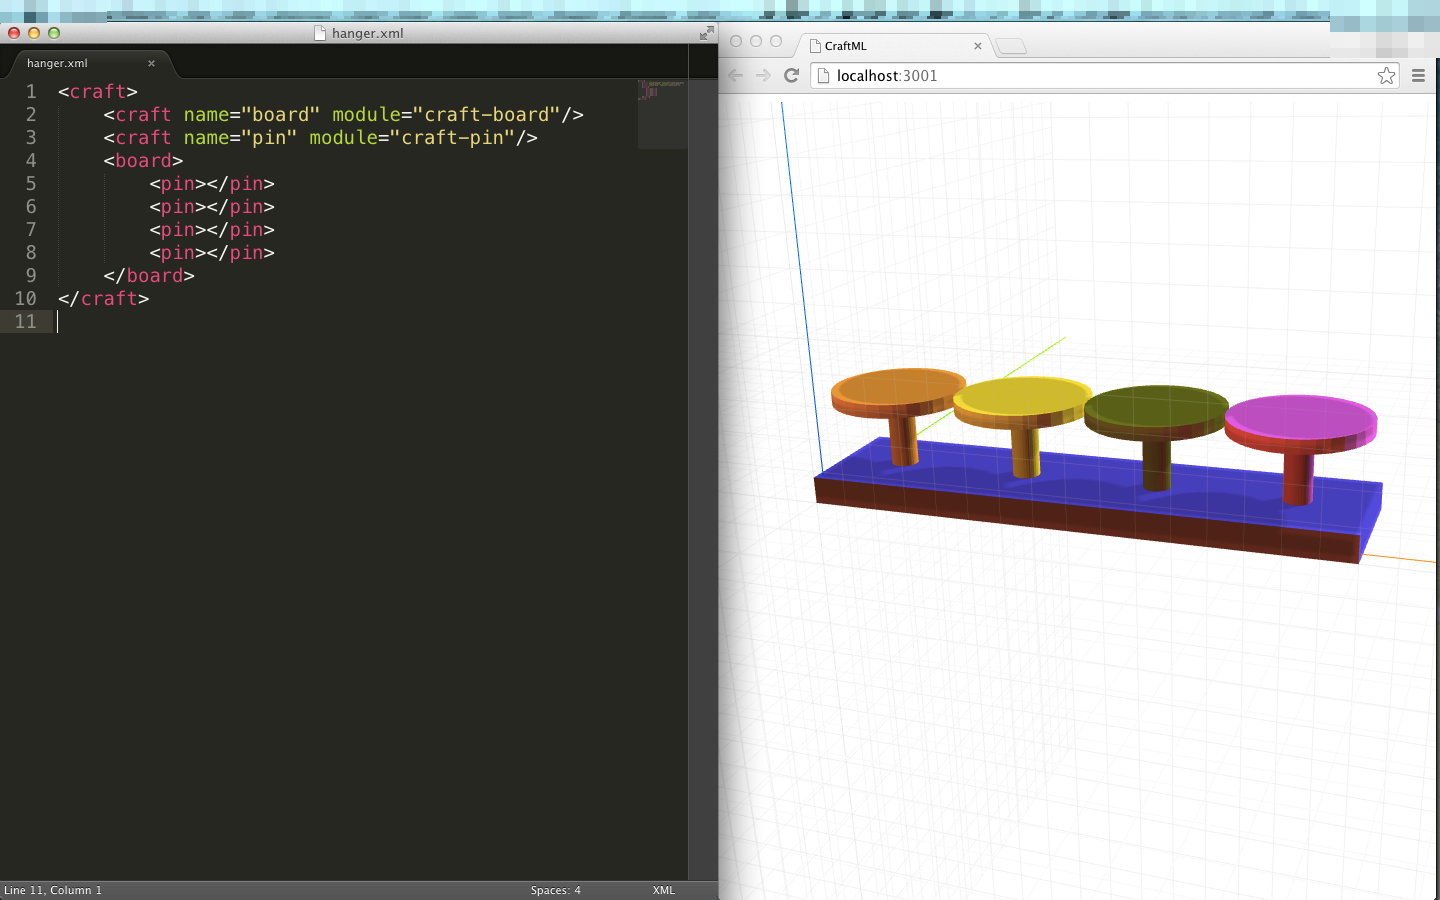 hanger.xml
hanger.xml ×
1 <craft>
2     <craft name="board" module="craft-board"/>
3     <craft name="pin" module="craft-pin"/>
4     <board>
5         <pin></pin>
6         <pin></pin>
7         <pin></pin>
8         <pin></pin>
9     </board>
10 </craft>
11
Line 11, Column 1
Spaces: 4
XML
CraftML ×
localhost:3001